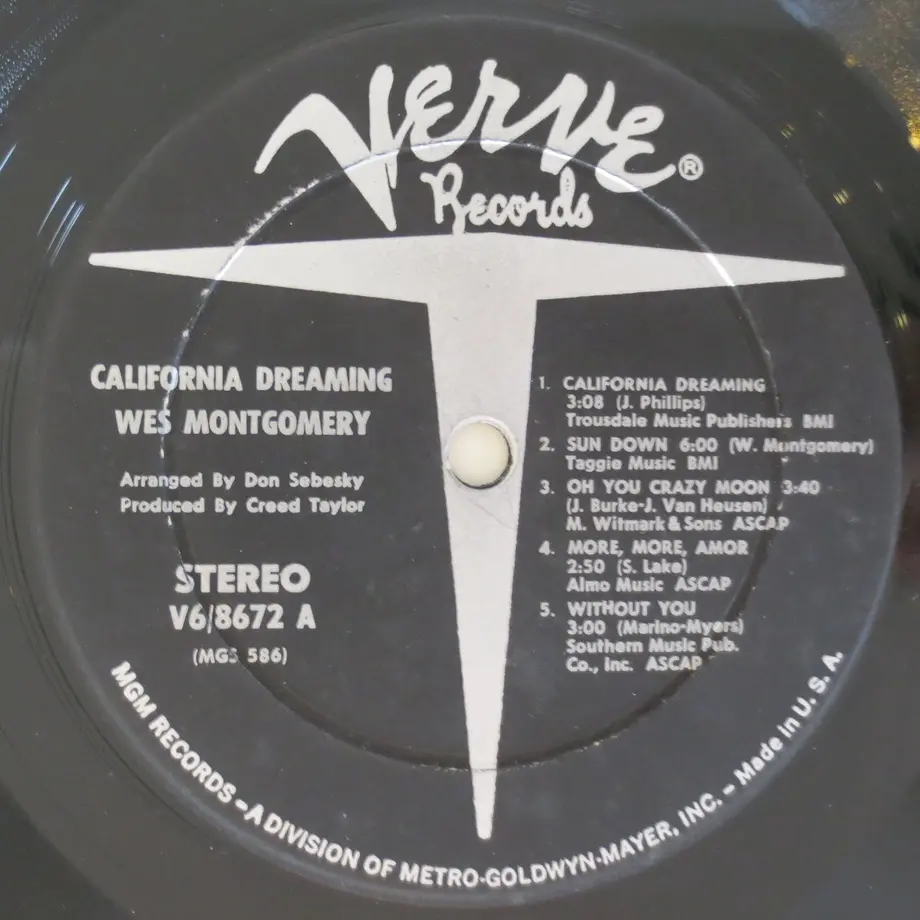 VERVE ®
Records
CALIFORNIA DREAMING
WES MONTGOMERY
Arranged By Don Sebesky
Produced By Creed Taylor
STEREO
V6/8672 A
(MGS 586)
1. CALIFORNIA DREAMING
3:08 (J. Phillips)
Trousdale Music Publishers BMI
2. SUN DOWN 6:00 (W. Montgomery)
Taggie Music BMI
3. OH YOU CRAZY MOON 3:40
(J. Burke-J. Van Heusen)
M. Witmark & Sons ASCAP
4. MORE, MORE, AMOR
2:50 (S. Lake)
Almo Music ASCAP
5. WITHOUT YOU
3:00 (Marino-Myers)
Southern Music Pub.
Co., Inc. ASCAP
MGM RECORDS – A DIVISION OF METRO-GOLDWYN-MAYER, INC. – Made in U. S. A.